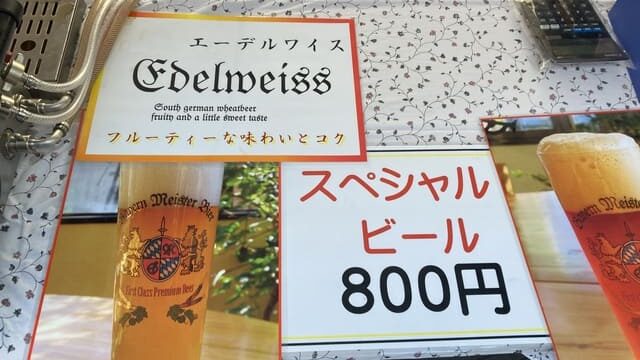 エーデルワイス
Edelweiss
South german wheatbeer
fruity and a little sweet taste
フルーティーな味わいとコク
スペシャル
ビール
800円
Bayern Meister Bier
First Class Premium Beer
Bayern Meister